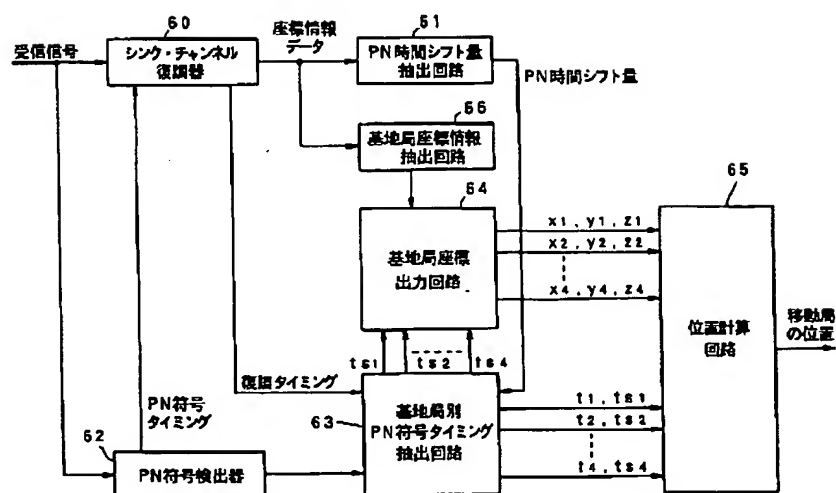 60
受信信号
シンク・チャンネル
復調器
座標情報
データ
61
PN時間シフト量
抽出回路
PN時間シフト量
66
基地局座標情報
抽出回路
64
基地局座標
出力回路
x1, y1, z1
x2, y2, z2
x4, y4, z4
65
位置計算
回路
移動局
の位置
ts1
ts2
ts4
復調タイミング
PN符号
タイミング
63
基地局別
PN符号タイミング
抽出回路
t1, ts1
t2, ts2
t4, ts4
62
PN符号検出器